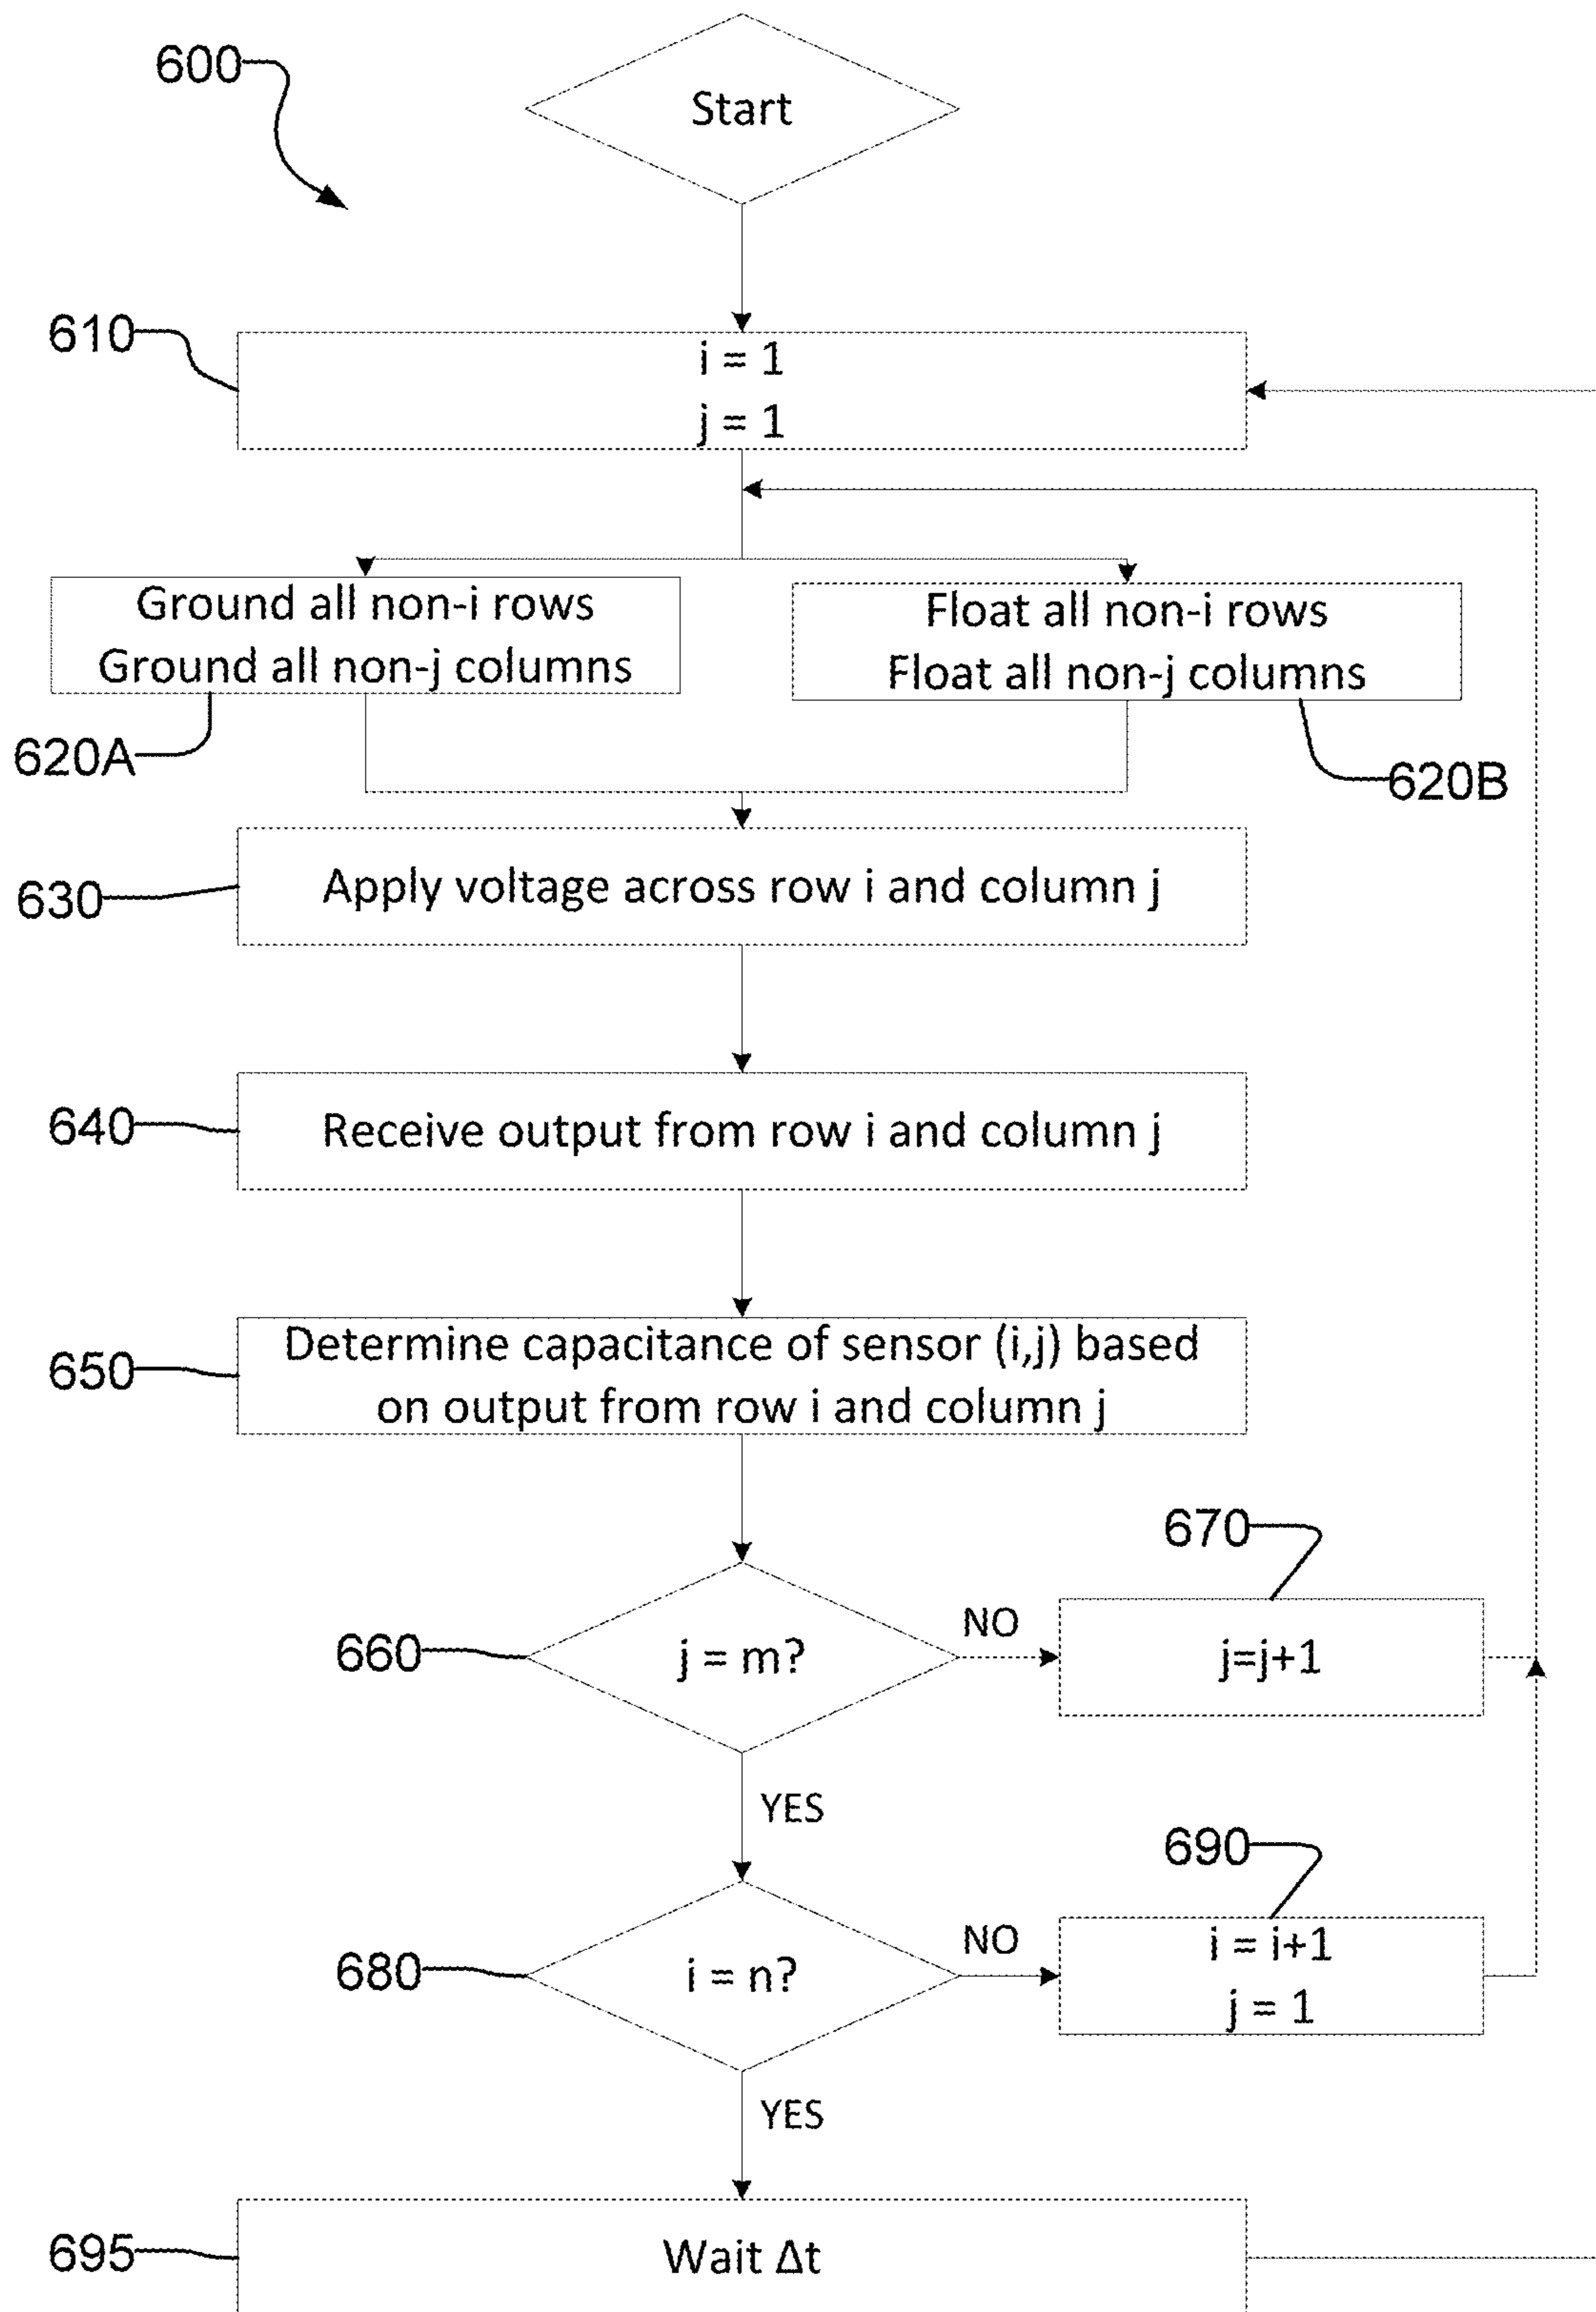 600
Start
610
i = 1
j = 1
Ground all non-i rows
Ground all non-j columns
Float all non-i rows
Float all non-j columns
620A
620B
630
Apply voltage across row i and column j
640
Receive output from row i and column j
650
Determine capacitance of sensor (i,j) based
on output from row i and column j
660
j = m?
NO
670
j=j+1
YES
680
i = n?
NO
690
i = i+1
j = 1
YES
695
Wait Δt